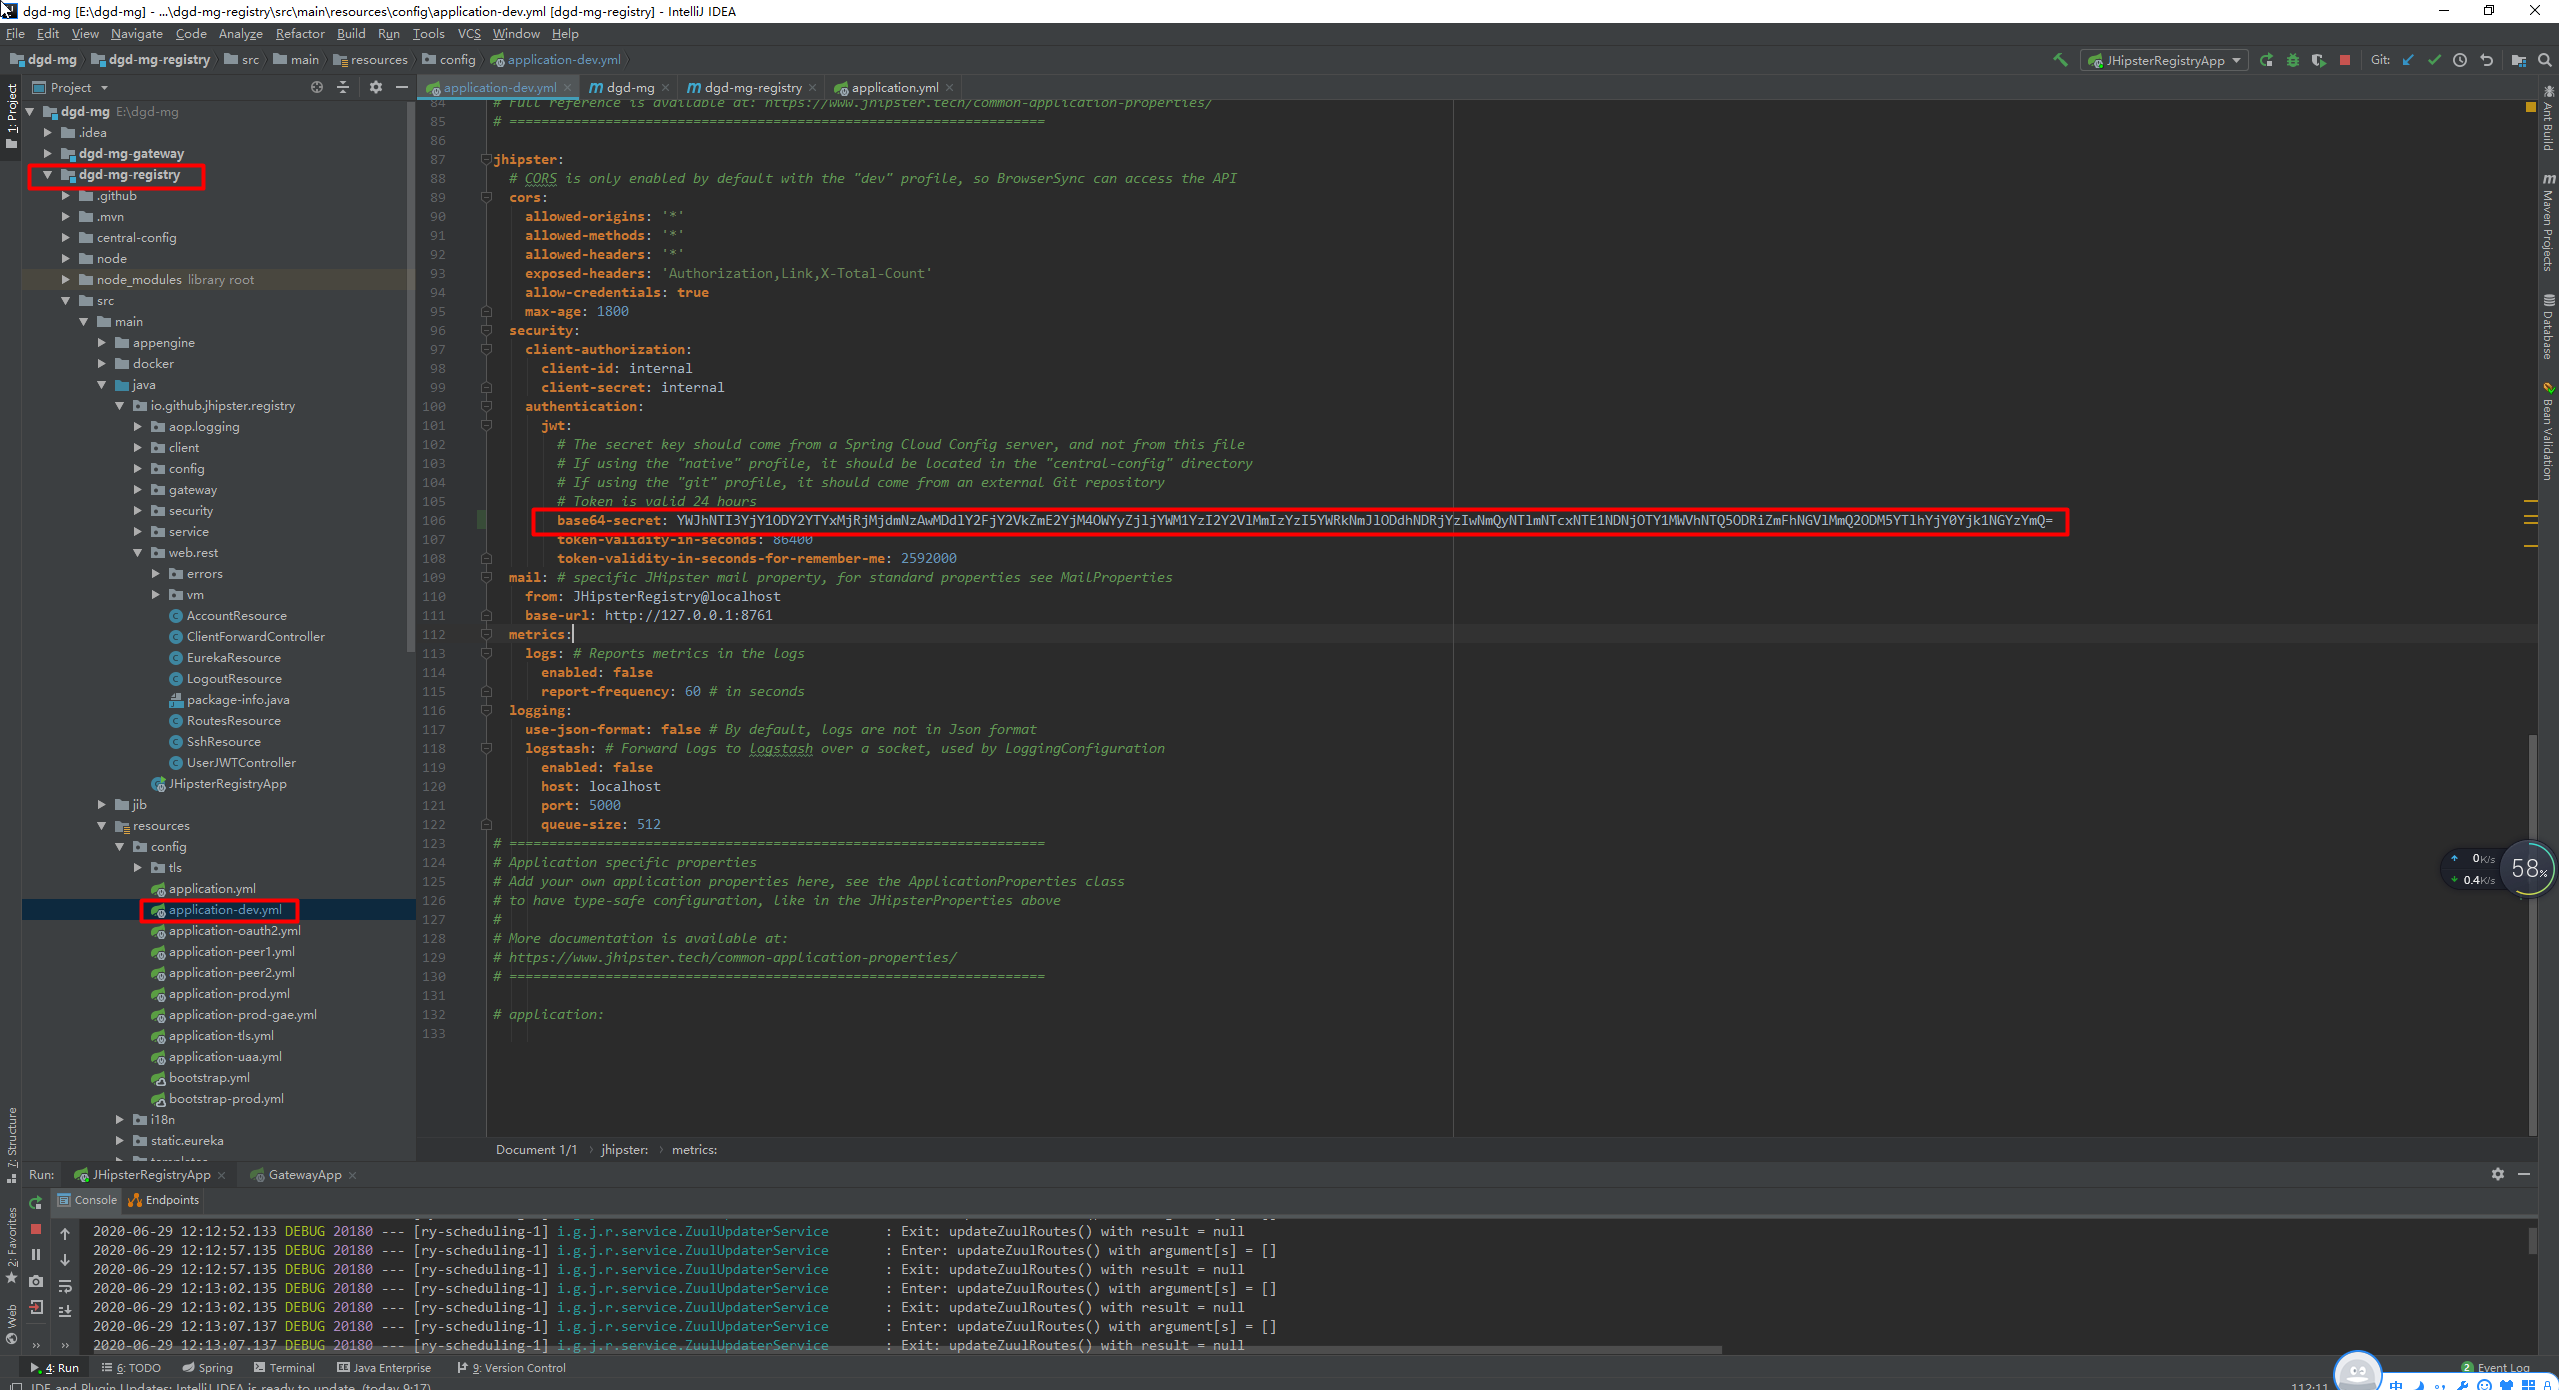 dgd-mg [E:\dgd-mg] - ...\dgd-mg-registry\src\main\resources\config\application-dev.yml [dgd-mg-registry] - IntelliJ IDEA
File Edit View Navigate Code Analyze Refactor Build Run Tools VCS Window Help
dgd-mg dgd-mg-registry src main resources config application-dev.yml
JHipsterRegistryApp Git:
Project
application-dev.yml dgd-mg dgd-mg-registry application.yml
1: Project
7: Structure
2: Favorites
Web
dgd-mg E:\dgd-mg
.idea
dgd-mg-gateway
dgd-mg-registry
.github
.mvn
central-config
node
node_modules library root
src
main
appengine
docker
java
io.github.jhipster.registry
aop.logging
client
config
gateway
security
service
web.rest
errors
vm
AccountResource
ClientForwardController
EurekaResource
LogoutResource
package-info.java
RoutesResource
SshResource
UserJWTController
JHipsterRegistryApp
jib
resources
config
tls
application.yml
application-dev.yml
application-oauth2.yml
application-peer1.yml
application-peer2.yml
application-prod.yml
application-prod-gae.yml
application-tls.yml
application-uaa.yml
bootstrap.yml
bootstrap-prod.yml
i18n
static.eureka
templates
84 # Full reference is available at: https://www.jhipster.tech/common-application-properties/
85 # ===================================================================
86
87 jhipster:
88 # CORS is only enabled by default with the "dev" profile, so BrowserSync can access the API
89 cors:
90 allowed-origins: '*'
91 allowed-methods: '*'
92 allowed-headers: '*'
93 exposed-headers: 'Authorization,Link,X-Total-Count'
94 allow-credentials: true
95 max-age: 1800
96 security:
97 client-authorization:
98 client-id: internal
99 client-secret: internal
100 authentication:
101 jwt:
102 # The secret key should come from a Spring Cloud Config server, and not from this file
103 # If using the "native" profile, it should be located in the "central-config" directory
104 # If using the "git" profile, it should come from an external Git repository
105 # Token is valid 24 hours
106 base64-secret:
107 token-validity-in-seconds: 86400
108 token-validity-in-seconds-for-remember-me: 2592000
109 mail: # specific JHipster mail property, for standard properties see MailProperties
110 from: JHipsterRegistry@localhost
111 base-url: http://127.0.0.1:8761
112 metrics:
113 logs: # Reports metrics in the logs
114 enabled: false
115 report-frequency: 60 # in seconds
116 logging:
117 use-json-format: false # By default, logs are not in Json format
118 logstash: # Forward logs to logstash over a socket, used by LoggingConfiguration
119 enabled: false
120 host: localhost
121 port: 5000
122 queue-size: 512
123 # ===================================================================
124 # Application specific properties
125 # Add your own application properties here, see the ApplicationProperties class
126 # to have type-safe configuration, like in the JHipsterProperties above
127 #
128 # More documentation is available at:
129 # https://www.jhipster.tech/common-application-properties/
130 # ===================================================================
131
132 # application:
133
Document 1/1 › jhipster: › metrics:
Ant Build
Maven Projects
Database
Bean Validation
0K/s
0.4K/s
58%
Run: JHipsterRegistryApp GatewayApp
Console Endpoints
2020-06-29 12:12:52.133 DEBUG 20180 --- [ry-scheduling-1] i.g.j.r.service.ZuulUpdaterService : Exit: updateZuulRoutes() with result = null
2020-06-29 12:12:57.135 DEBUG 20180 --- [ry-scheduling-1] i.g.j.r.service.ZuulUpdaterService : Enter: updateZuulRoutes() with argument[s] = []
2020-06-29 12:12:57.135 DEBUG 20180 --- [ry-scheduling-1] i.g.j.r.service.ZuulUpdaterService : Exit: updateZuulRoutes() with result = null
2020-06-29 12:13:02.135 DEBUG 20180 --- [ry-scheduling-1] i.g.j.r.service.ZuulUpdaterService : Enter: updateZuulRoutes() with argument[s] = []
2020-06-29 12:13:02.135 DEBUG 20180 --- [ry-scheduling-1] i.g.j.r.service.ZuulUpdaterService : Exit: updateZuulRoutes() with result = null
2020-06-29 12:13:07.137 DEBUG 20180 --- [ry-scheduling-1] i.g.j.r.service.ZuulUpdaterService : Enter: updateZuulRoutes() with argument[s] = []
2020-06-29 12:13:07.137 DEBUG 20180 --- [ry-scheduling-1] i.g.j.r.service.ZuulUpdaterService : Exit: updateZuulRoutes() with result = null
4: Run 6: TODO Spring Terminal Java Enterprise 9: Version Control 2 Event Log
IDE and Plugin Updates: IntelliJ IDEA is ready to update. (today 9:17) 112:11 中